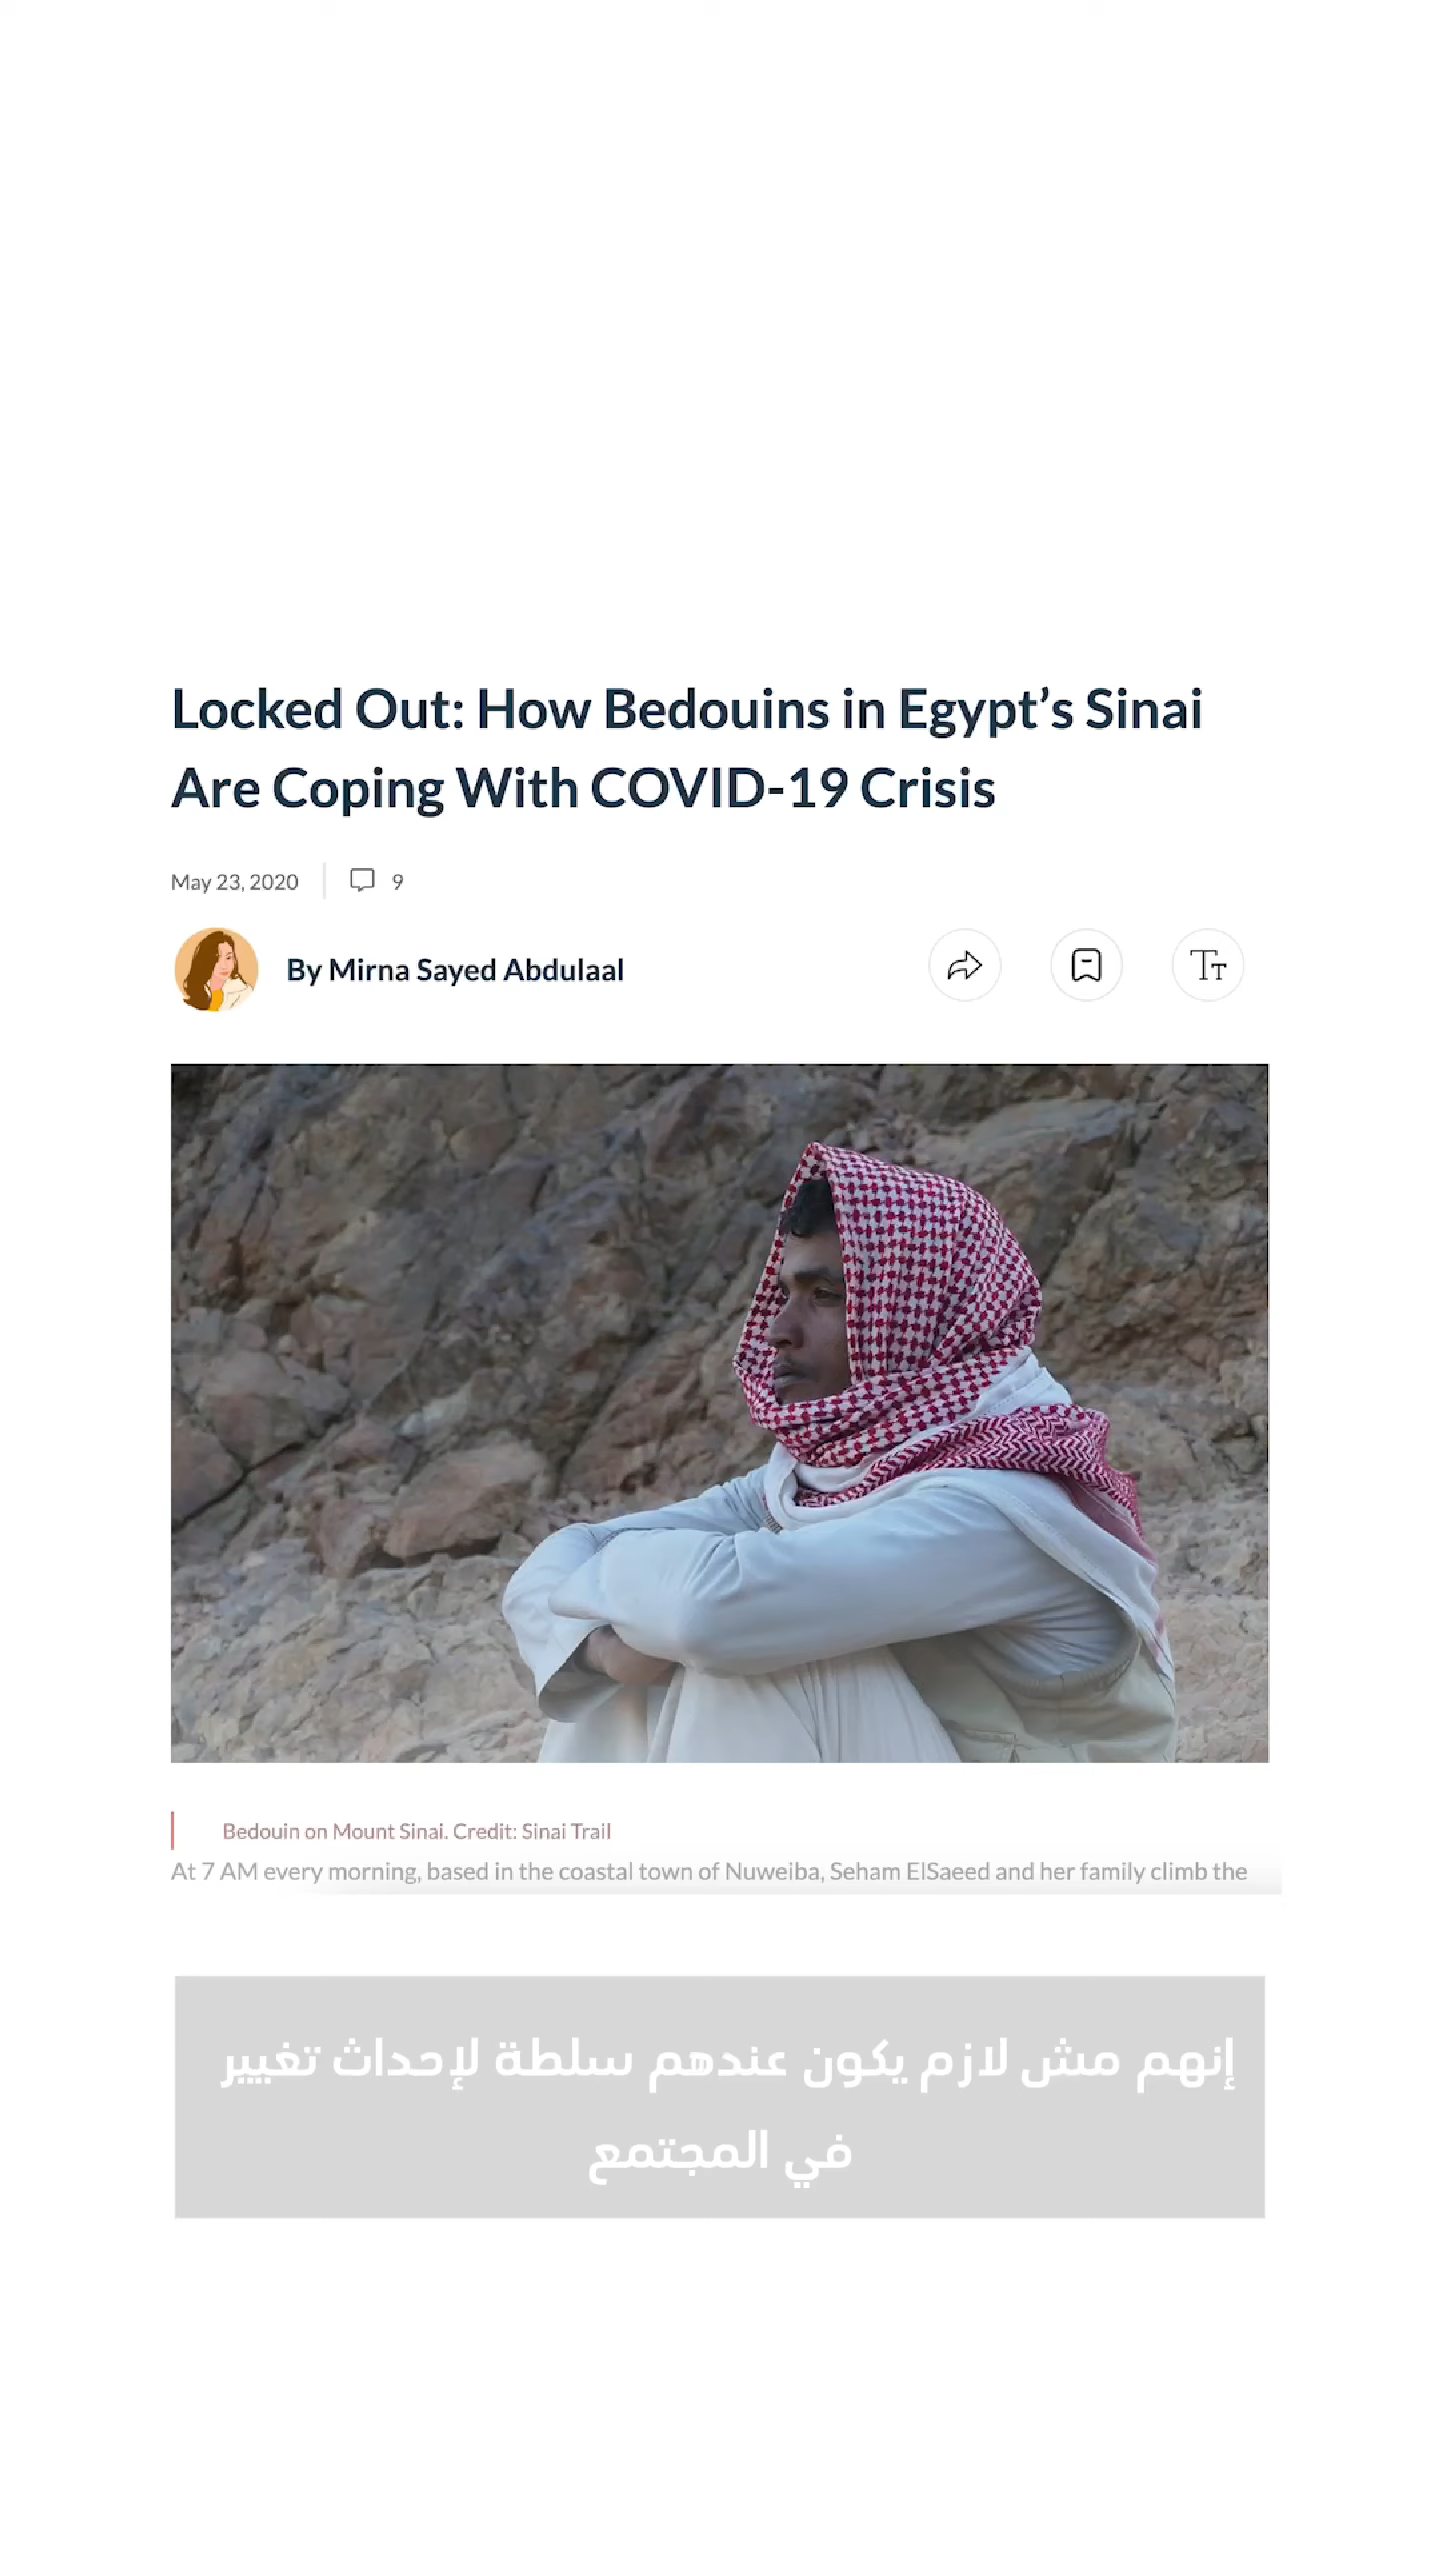 Locked Out: How Bedouins in Egypt’s Sinai
Are Coping With COVID-19 Crisis
May 23, 2020
9
By Mirna Sayed Abdulaal
Tт
Bedouin on Mount Sinai. Credit: Sinai Trail
At 7 AM every morning, based in the coastal town of Nuweiba, Seham ElSaeed and her family climb the
إنهم مش لازم يكون عندهم سلطة لإحداث تغيير
في المجتمع